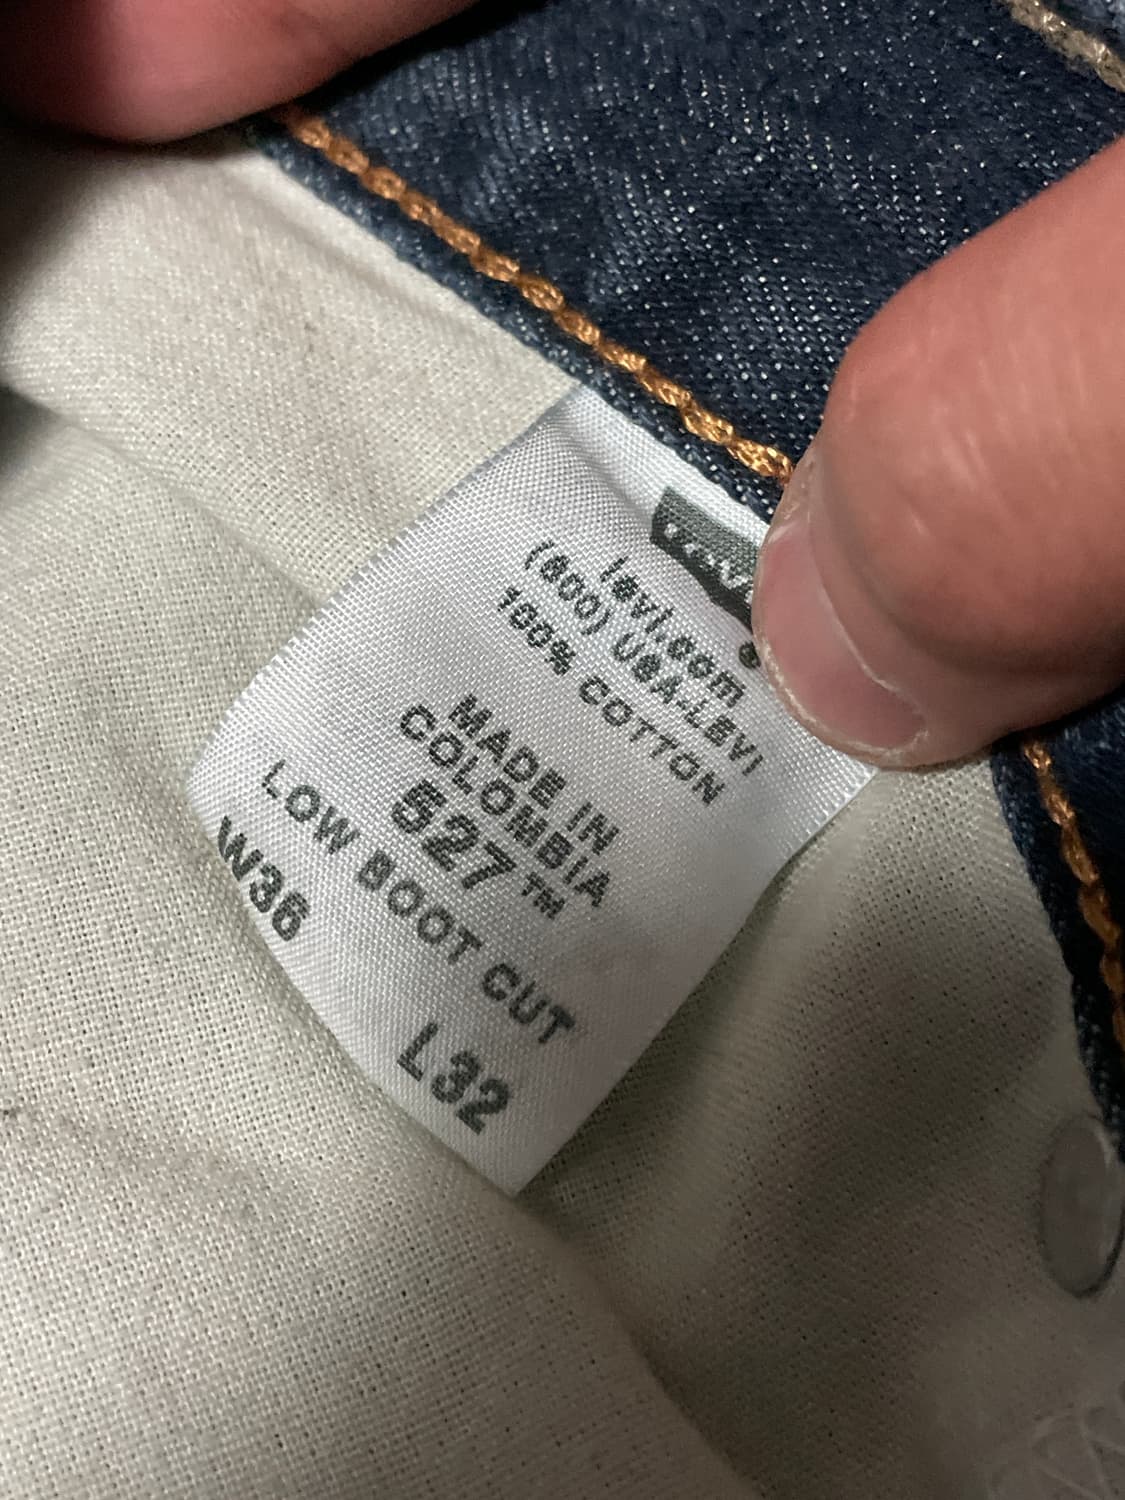 levi.com
(800) USA-LEVI
100% COTTON
MADE IN
COLOMBIA
527™
LOW BOOT CUT
W36 L32